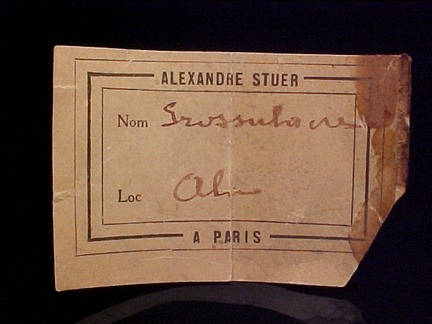 ALEXANDRE STUER
Nom Grossulaire
Loc Ala
A PARIS